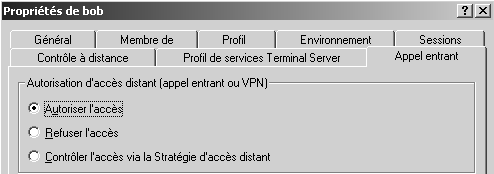 Propriétés de bob
Général Membre de Profil Environnement Sessions
Contrôle à distance Profil de services Terminal Server Appel entrant
Autorisation d'accès distant (appel entrant ou VPN)
Autoriser l'accès
Refuser l'accès
Contrôler l'accès via la Stratégie d'accès distant